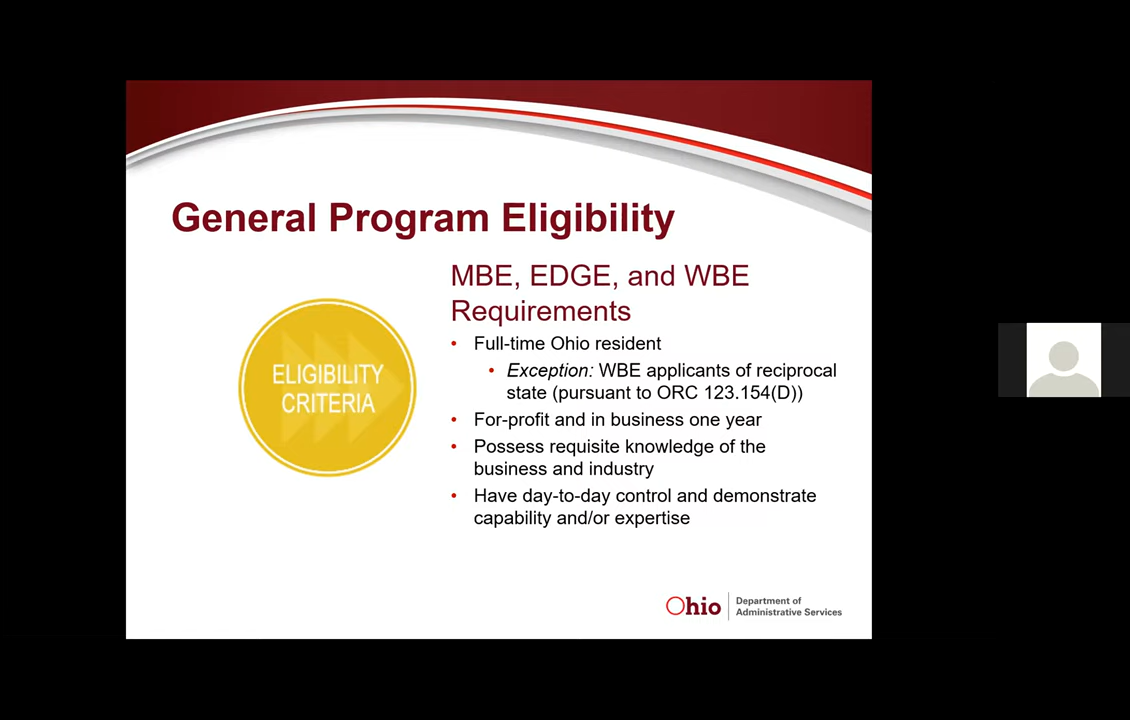 General Program Eligibility
MBE, EDGE, and WBE
Requirements
• Full-time Ohio resident
• Exception: WBE applicants of reciprocal
state (pursuant to ORC 123.154(D))
• For-profit and in business one year
• Possess requisite knowledge of the
business and industry
• Have day-to-day control and demonstrate
capability and/or expertise
ELIGIBILITY
CRITERIA
Ohio
Department of
Administrative Services